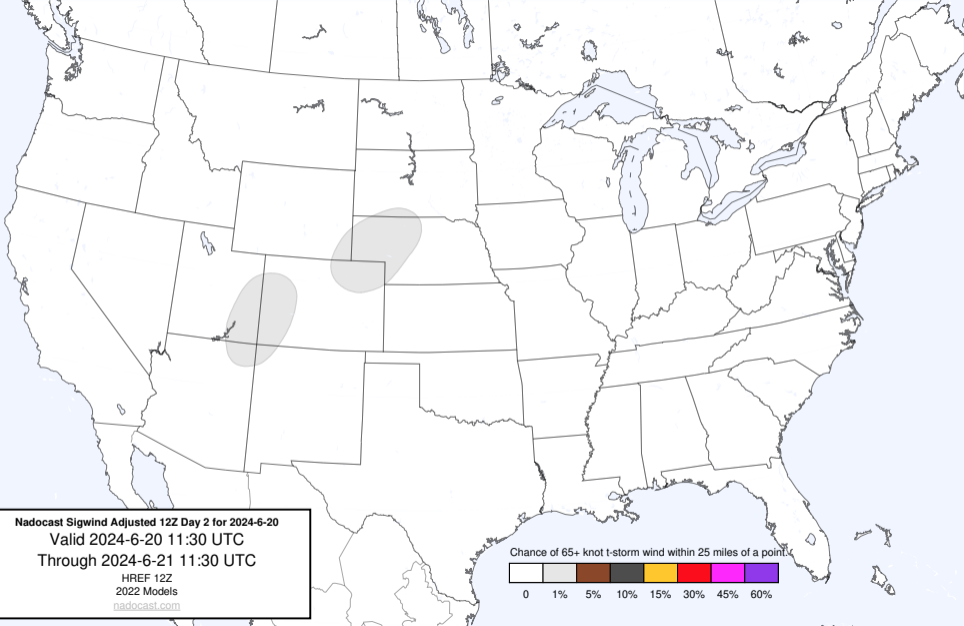 Nadocast Sigwind Adjusted 12Z Day 2 for 2024-6-20
Valid 2024-6-20 11:30 UTC
Through 2024-6-21 11:30 UTC
HREF 12Z
2022 Models
nadocast.com
Chance of 65+ knot t-storm wind within 25 miles of a point.
0 1% 5% 10% 15% 30% 45% 60%